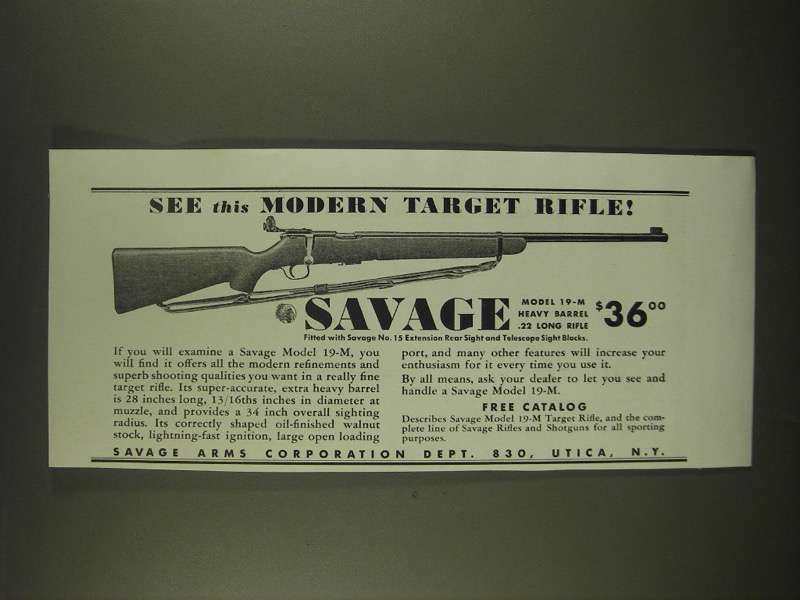 SEE this MODERN TARGET RIFLE!
SAVAGE
MODEL 19-M
HEAVY BARREL
.22 LONG RIFLE
$36.00
Fitted with Savage No. 15 Extension Rear Sight and Telescope Sight Blocks.
If you will examine a Savage Model 19-M, you
will find it offers all the modern refinements and
superb shooting qualities you want in a really fine
target rifle. Its super-accurate, extra heavy barrel
is 28 inches long, 13/16ths inches in diameter at
muzzle, and provides a 34 inch overall sighting
radius. Its correctly shaped oil-finished walnut
stock, lightning-fast ignition, large open loading
port, and many other features will increase your
enthusiasm for it every time you use it.
By all means, ask your dealer to let you see and
handle a Savage Model 19-M.
FREE CATALOG
Describes Savage Model 19-M Target Rifle, and the com-
plete line of Savage Rifles and Shotguns for all sporting
purposes.
SAVAGE ARMS CORPORATION DEPT. 830, UTICA, N.Y.